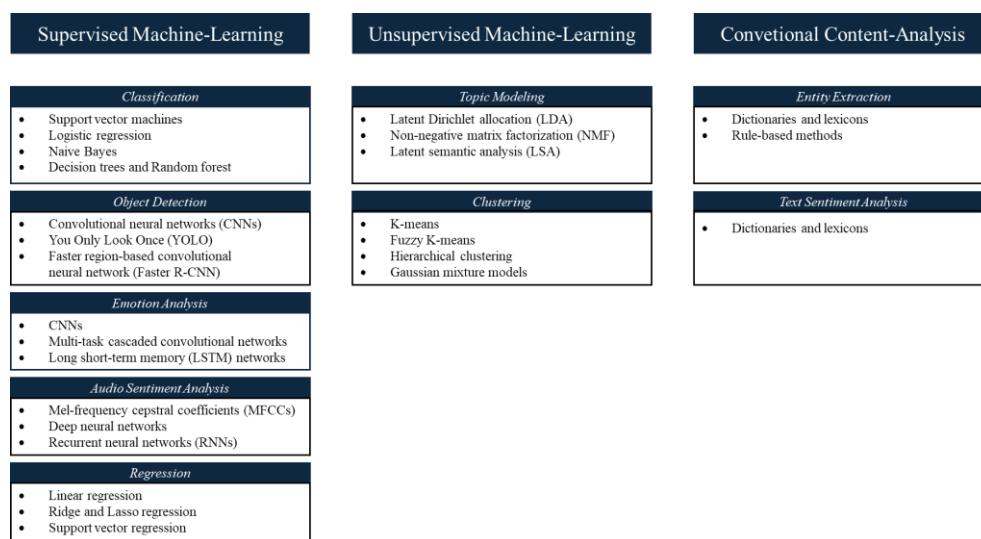 Supervised Machine-Learning
Classification
• Support vector machines
• Logistic regression
• Naive Bayes
• Decision trees and Random forest
Object Detection
• Convolutional neural networks (CNNs)
• You Only Look Once (YOLO)
• Faster region-based convolutional
neural network (Faster R-CNN)
Emotion Analysis
• CNNs
• Multi-task cascaded convolutional networks
• Long short-term memory (LSTM) networks
Audio Sentiment Analysis
• Mel-frequency cepstral coefficients (MFCCs)
• Deep neural networks
• Recurrent neural networks (RNNs)
Regression
• Linear regression
• Ridge and Lasso regression
• Support vector regression
Unsupervised Machine-Learning
Topic Modeling
• Latent Dirichlet allocation (LDA)
• Non-negative matrix factorization (NMF)
• Latent semantic analysis (LSA)
Clustering
• K-means
• Fuzzy K-means
• Hierarchical clustering
• Gaussian mixture models
Convetional Content-Analysis
Entity Extraction
• Dictionaries and lexicons
• Rule-based methods
Text Sentiment Analysis
• Dictionaries and lexicons